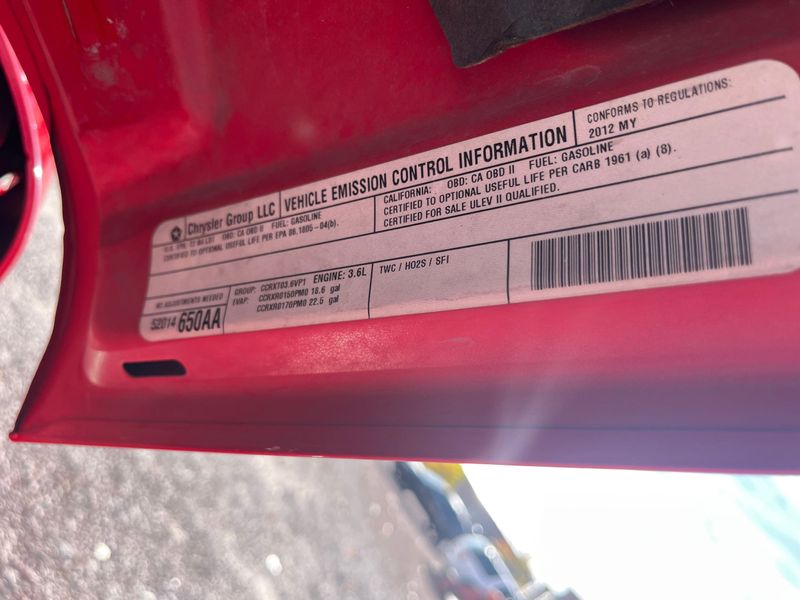 Chrysler Group LLC
VEHICLE EMISSION CONTROL INFORMATION
CONFORMS TO REGULATIONS:
2012 MY
OBD: CA OBD II FUEL: GASOLINE
CERTIFIED TO OPTIONAL USEFUL LIFE PER EPA 86.1805-04(b).
CALIFORNIA: OBD: CA OBD II FUEL: GASOLINE
CERTIFIED TO OPTIONAL USEFUL LIFE PER CARB 1961 (a) (8).
CERTIFIED FOR SALE ULEV II QUALIFIED.
NO ADJUSTMENTS NEEDED
52014 650AA
GROUP: CCRXT03.6VP1 ENGINE: 3.6L
EVAP: CCRXR0150PM0 18.6 gal
CCRXR0170PM0 22.5 gal
TWC / HO2S / SFI